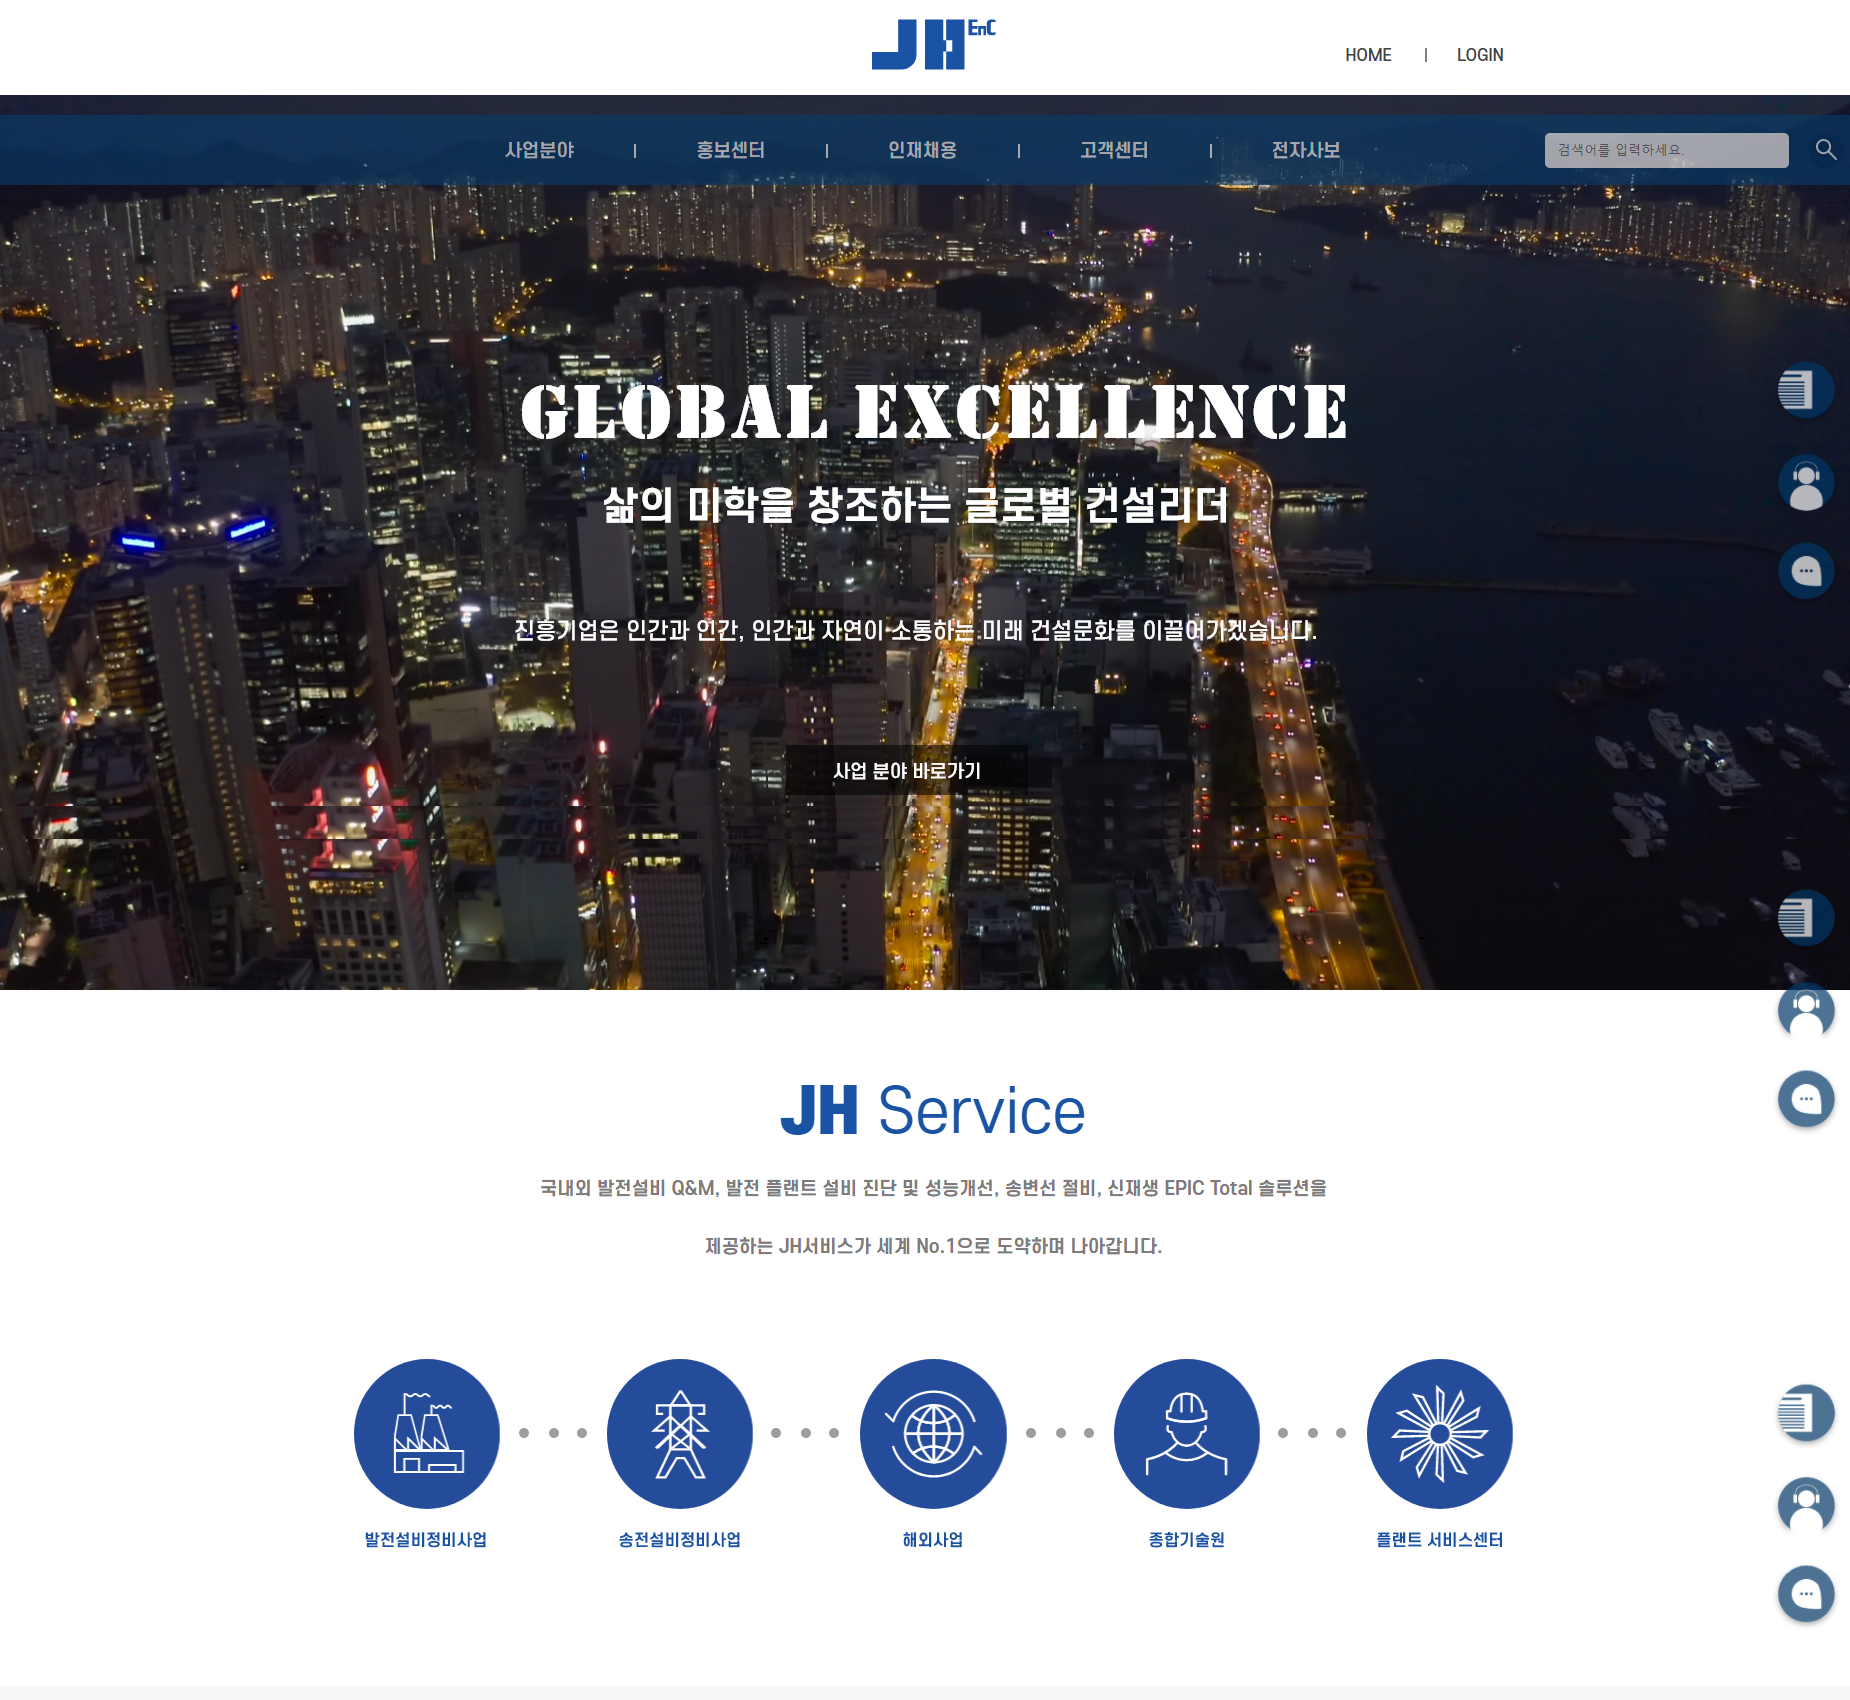 JH EnC
HOME | LOGIN
사업분야 | 홍보센터 | 인재채용 | 고객센터 | 전자사보
검색어를 입력하세요.
GLOBAL EXCELLENCE
삶의 미학을 창조하는 글로벌 건설리더
진흥기업은 인간과 인간, 인간과 자연이 소통하는 미래 건설문화를 이끌어가겠습니다.
사업 분야 바로가기
JH Service
국내외 발전설비 Q&M, 발전 플랜트 설비 진단 및 성능개선, 송변선 절비, 신재생 EPIC Total 솔루션을
제공하는 JH서비스가 세계 No.1으로 도약하며 나아갑니다.
발전설비정비사업
송전설비정비사업
해외사업
종합기술원
플랜트 서비스센터